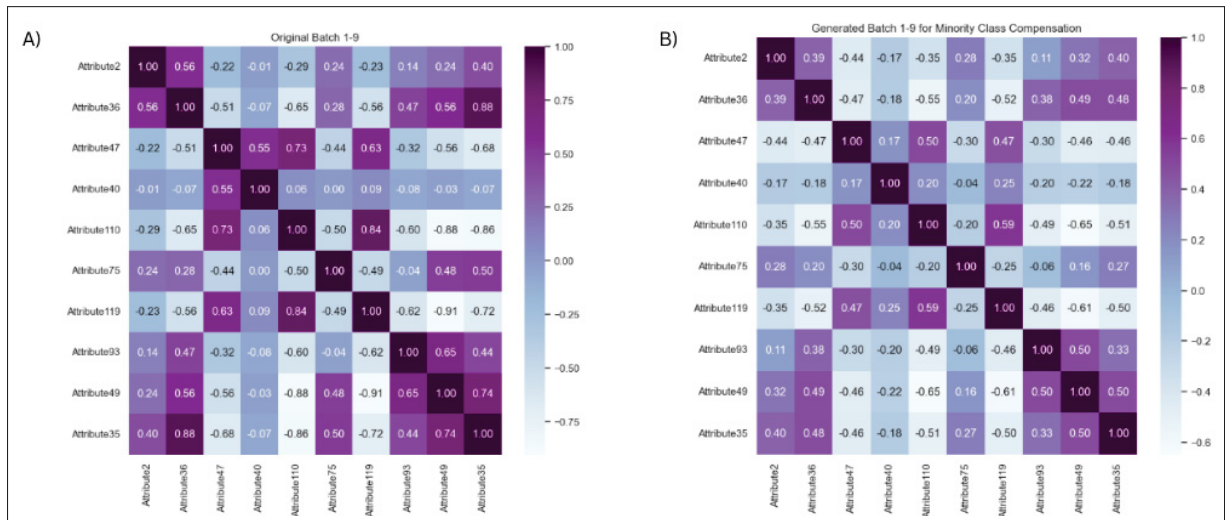 A)
Original Batch 1-9
Attribute2 1.00 0.56 -0.22 -0.01 -0.29 0.24 -0.23 0.14 0.24 0.40
Attribute36 0.56 1.00 -0.51 -0.07 -0.65 0.28 -0.56 0.47 0.56 0.88
Attribute47 -0.22 -0.51 1.00 0.55 0.73 -0.44 0.63 -0.32 -0.56 -0.68
Attribute40 -0.01 -0.07 0.55 1.00 0.06 0.00 0.09 -0.08 -0.03 -0.07
Attribute110 -0.29 -0.65 0.73 0.06 1.00 -0.50 0.84 -0.60 -0.88 -0.86
Attribute75 0.24 0.28 -0.44 0.00 -0.50 1.00 -0.49 -0.04 0.48 0.50
Attribute119 -0.23 -0.56 0.63 0.09 0.84 -0.49 1.00 -0.62 -0.91 -0.72
Attribute93 0.14 0.47 -0.32 -0.08 -0.60 -0.04 -0.62 1.00 0.65 0.44
Attribute49 0.24 0.56 -0.56 -0.03 -0.88 0.48 -0.91 0.65 1.00 0.74
Attribute35 0.40 0.88 -0.68 -0.07 -0.86 0.50 -0.72 0.44 0.74 1.00
Attribute2 Attribute36 Attribute47 Attribute40 Attribute110 Attribute75 Attribute119 Attribute93 Attribute49 Attribute35
1.00
0.75
0.50
0.25
0.00
-0.25
-0.50
-0.75
B)
Generated Batch 1-9 for Minority Class Compensation
Attribute2 1.00 0.39 -0.44 -0.17 -0.35 0.28 -0.35 0.11 0.32 0.40
Attribute36 0.39 1.00 -0.47 -0.18 -0.55 0.20 -0.52 0.38 0.49 0.48
Attribute47 -0.44 -0.47 1.00 0.17 0.50 -0.30 0.47 -0.30 -0.46 -0.46
Attribute40 -0.17 -0.18 0.17 1.00 0.20 -0.04 0.25 -0.20 -0.22 -0.18
Attribute110 -0.35 -0.55 0.50 0.20 1.00 -0.20 0.59 -0.49 -0.65 -0.51
Attribute75 0.28 0.20 -0.30 -0.04 -0.20 1.00 -0.25 -0.06 0.16 0.27
Attribute119 -0.35 -0.52 0.47 0.25 0.59 -0.25 1.00 -0.46 -0.61 -0.50
Attribute93 0.11 0.38 -0.30 -0.20 -0.49 -0.06 -0.46 1.00 0.50 0.33
Attribute49 0.32 0.49 -0.46 -0.22 -0.65 0.16 -0.61 0.50 1.00 0.50
Attribute35 0.40 0.48 -0.46 -0.18 -0.51 0.27 -0.50 0.33 0.50 1.00
Attribute2 Attribute36 Attribute47 Attribute40 Attribute110 Attribute75 Attribute119 Attribute93 Attribute49 Attribute35
1.0
0.8
0.6
0.4
0.2
0.0
-0.2
-0.4
-0.6